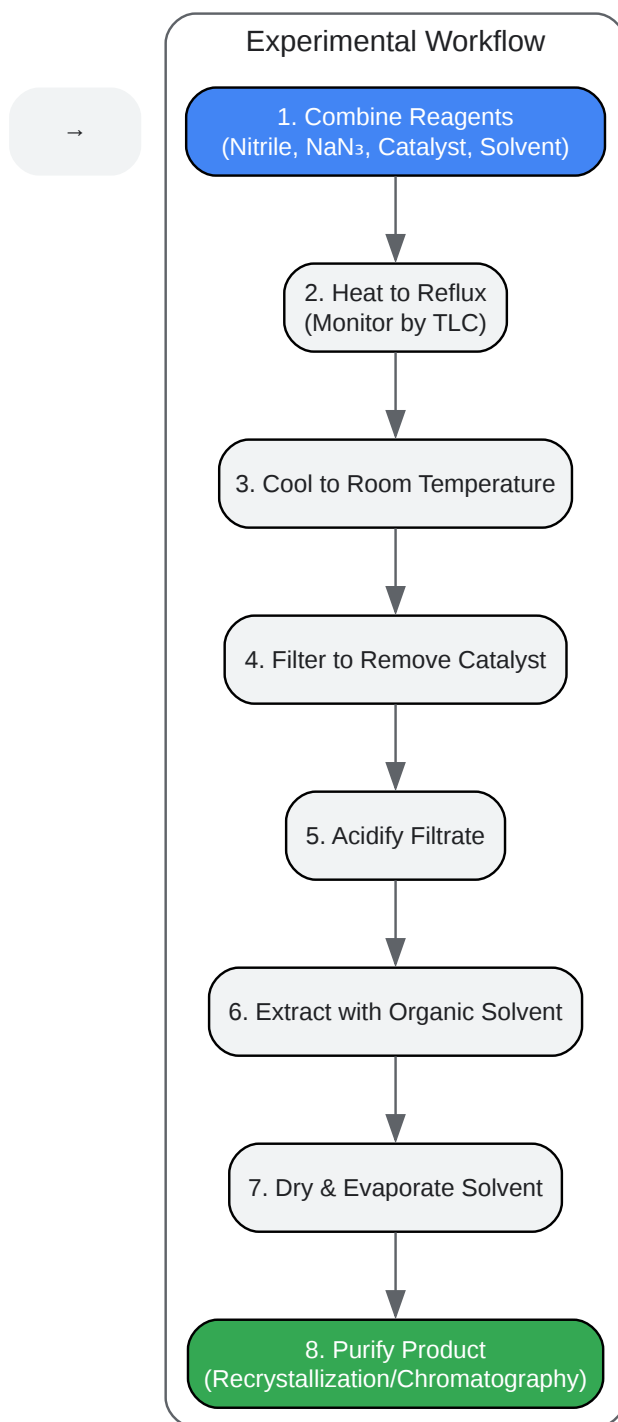 Experimental Workflow
→
1. Combine Reagents
(Nitrile, NaN₃, Catalyst, Solvent)
2. Heat to Reflux
(Monitor by TLC)
3. Cool to Room Temperature
4. Filter to Remove Catalyst
5. Acidify Filtrate
6. Extract with Organic Solvent
7. Dry & Evaporate Solvent
8. Purify Product
(Recrystallization/Chromatography)